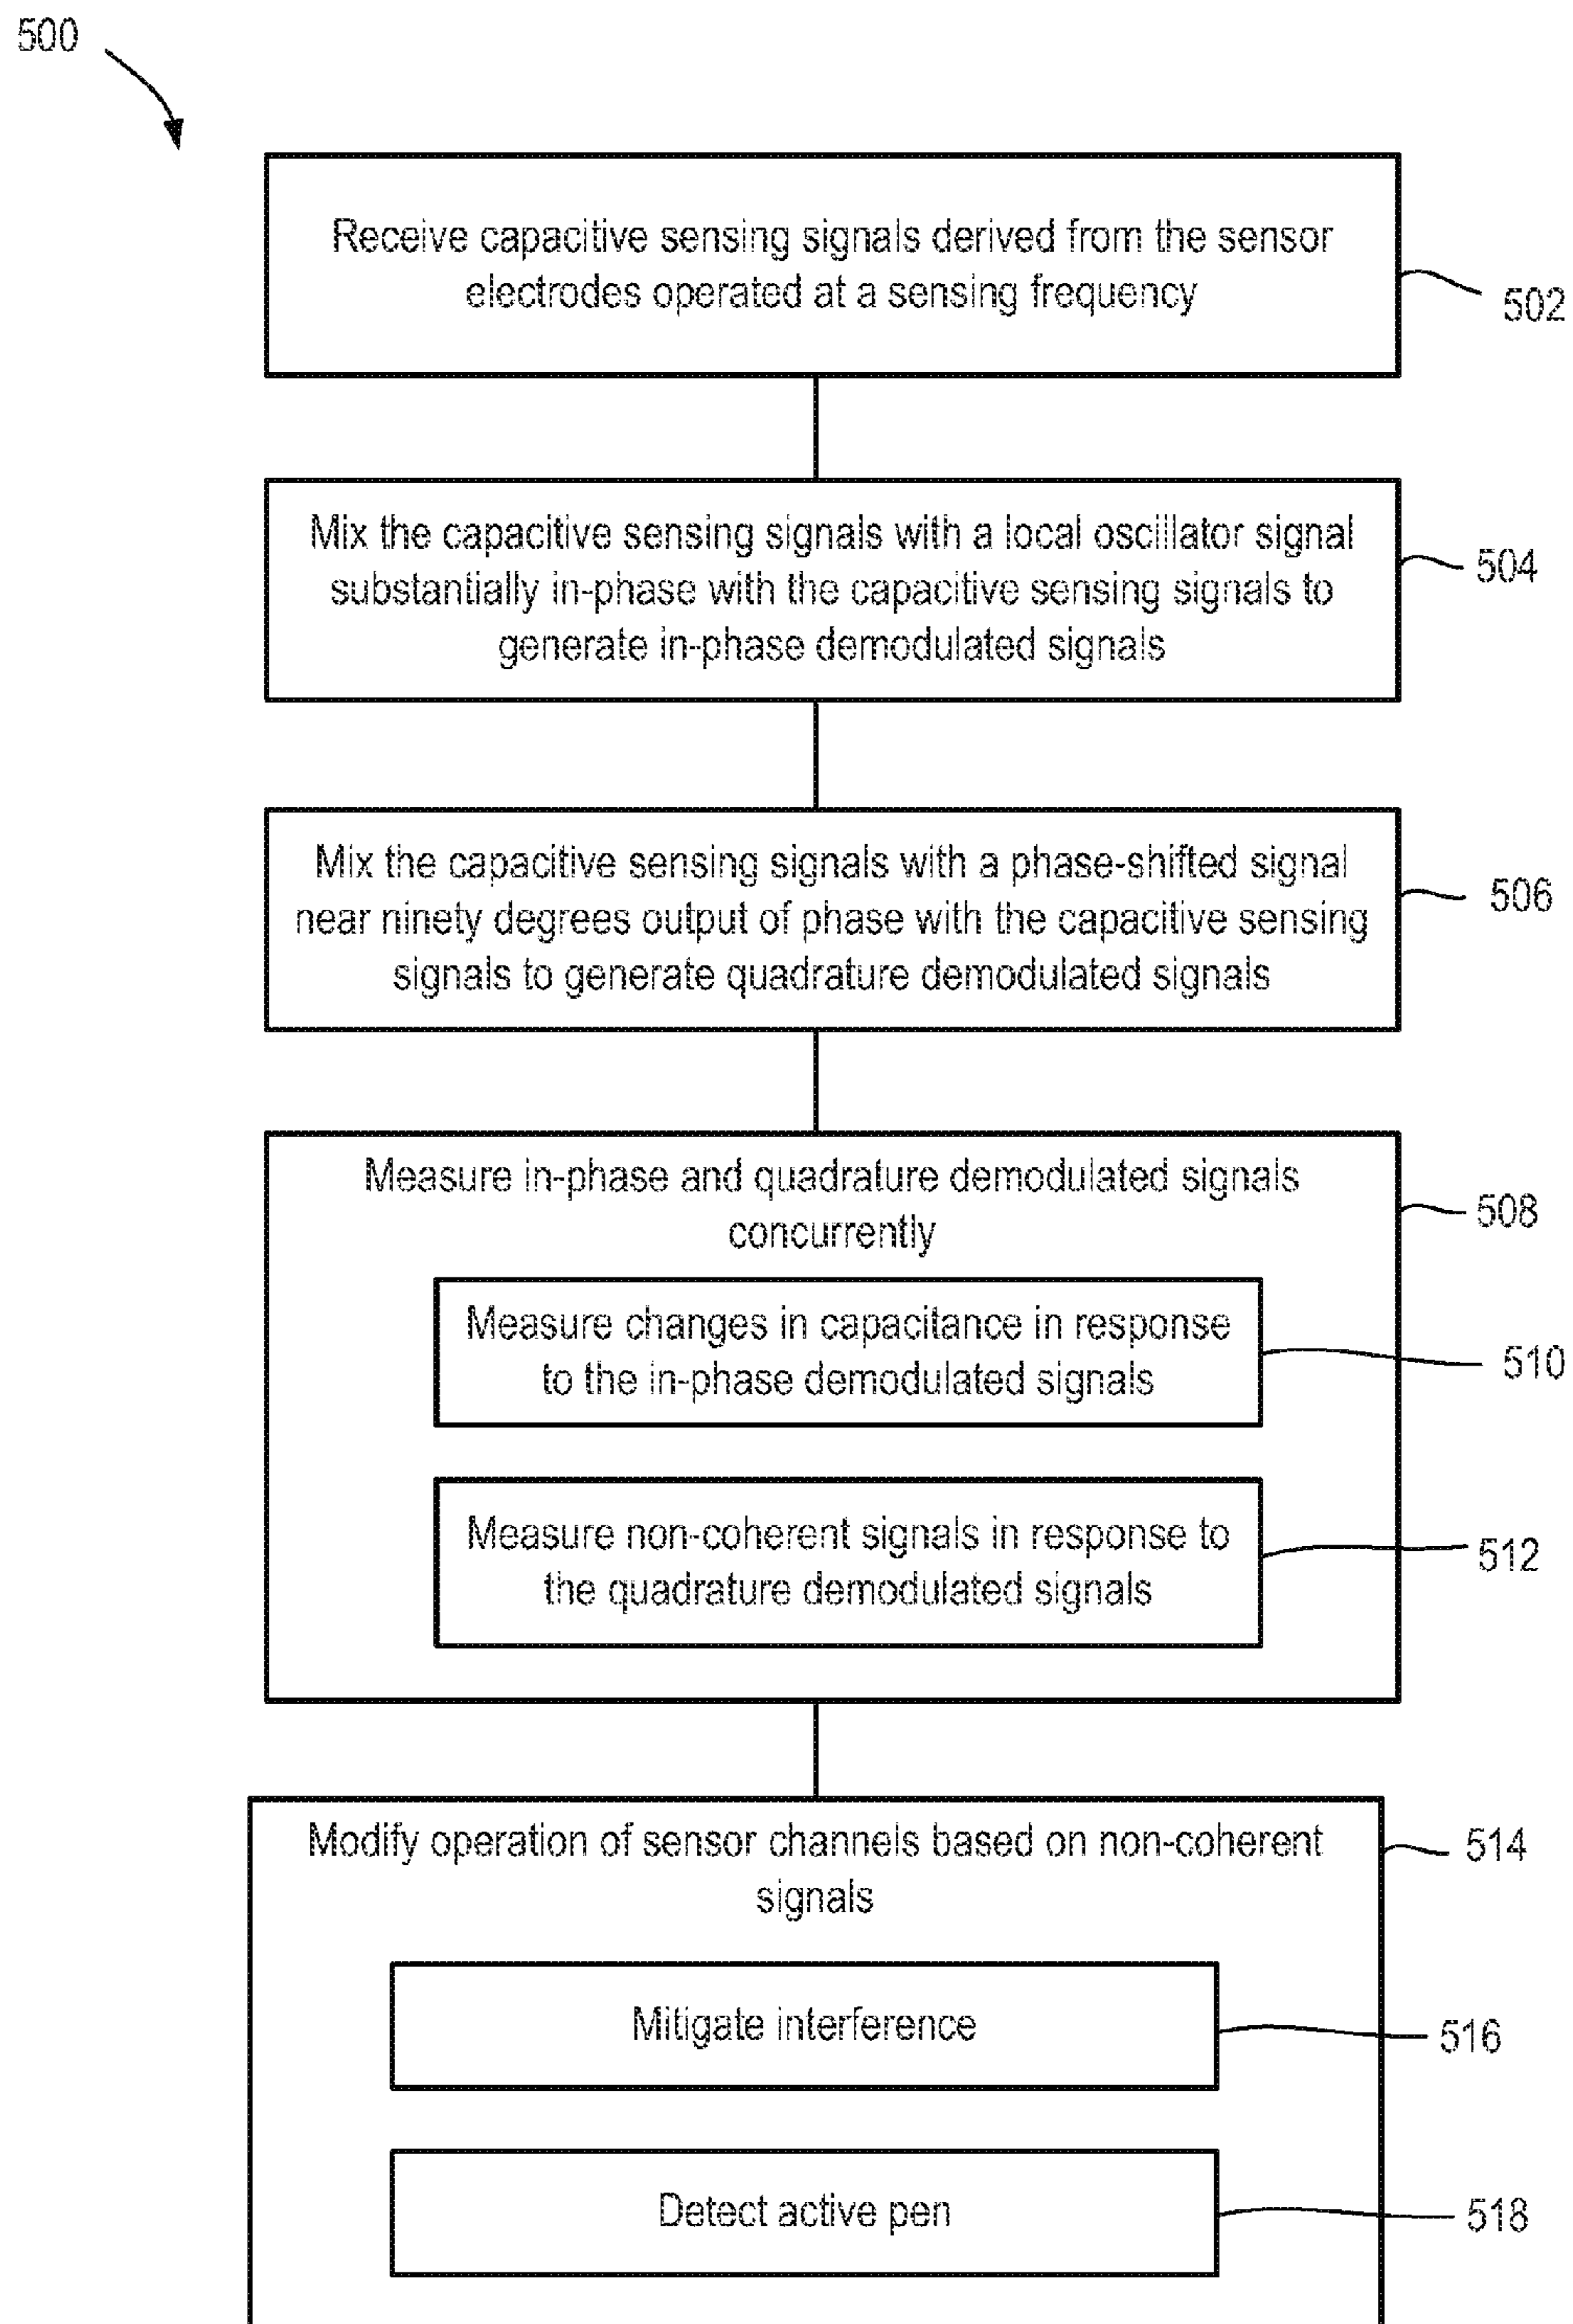 500
Receive capacitive sensing signals derived from the sensor
electrodes operated at a sensing frequency
502
Mix the capacitive sensing signals with a local oscillator signal
substantially in-phase with the capacitive sensing signals to
generate in-phase demodulated signals
504
Mix the capacitive sensing signals with a phase-shifted signal
near ninety degrees output of phase with the capacitive sensing
signals to generate quadrature demodulated signals
506
Measure in-phase and quadrature demodulated signals
concurrently
508
Measure changes in capacitance in response
to the in-phase demodulated signals
510
Measure non-coherent signals in response to
the quadrature demodulated signals
512
Modify operation of sensor channels based on non-coherent
signals
514
Mitigate interference
516
Detect active pen
518